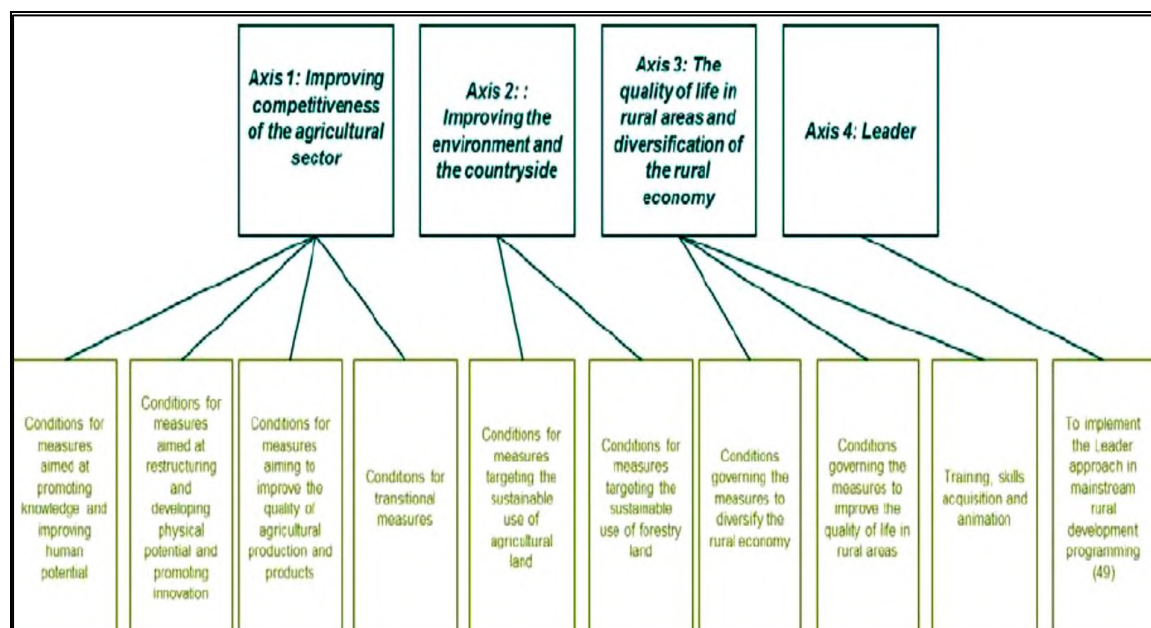 Axis 1: Improving
competitiveness
of the agricultural
sector
Axis 2: :
Improving the
environment and
the countryside
Axis 3: The
quality of life in
rural areas and
diversification of
the rural
economy
Axis 4: Leader
Conditions for
measures
aimed at
promoting
knowledge and
improving
human
potential
Conditions for
measures
aimed at
restructuring
and
developing
physical
potential and
promoting
innovation
Conditions for
measures
aiming to
improve the
quality of
agricultural
production and
products
Conditions for
transitional
measures
Conditions for
measures
targeting the
sustainable
use of
agricultural
land
Conditions for
measures
targeting the
sustainable
use of forestry
land
Conditions
governing the
measures to
diversify the
rural economy
Conditions
governing the
measures to
improve the
quality of life in
rural areas
Training, skills
acquisition and
animation
To implement
the Leader
approach in
mainstream
rural
development
programming
(49)